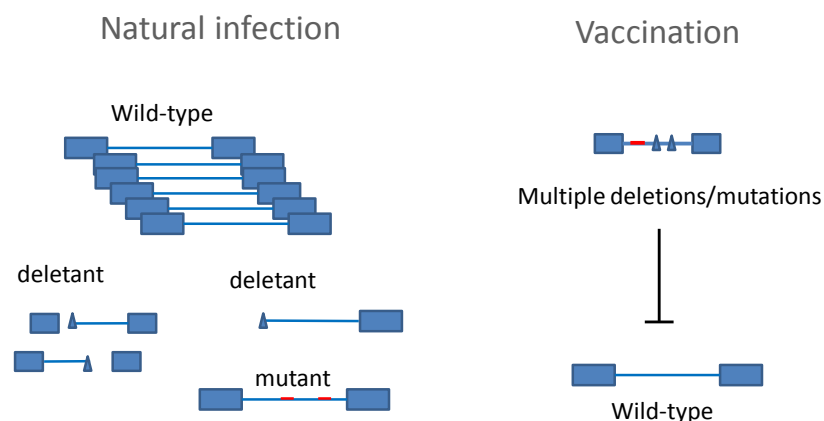 Natural infection
Vaccination
Wild-type
Multiple deletions/mutations
deletant
deletant
mutant
Wild-type